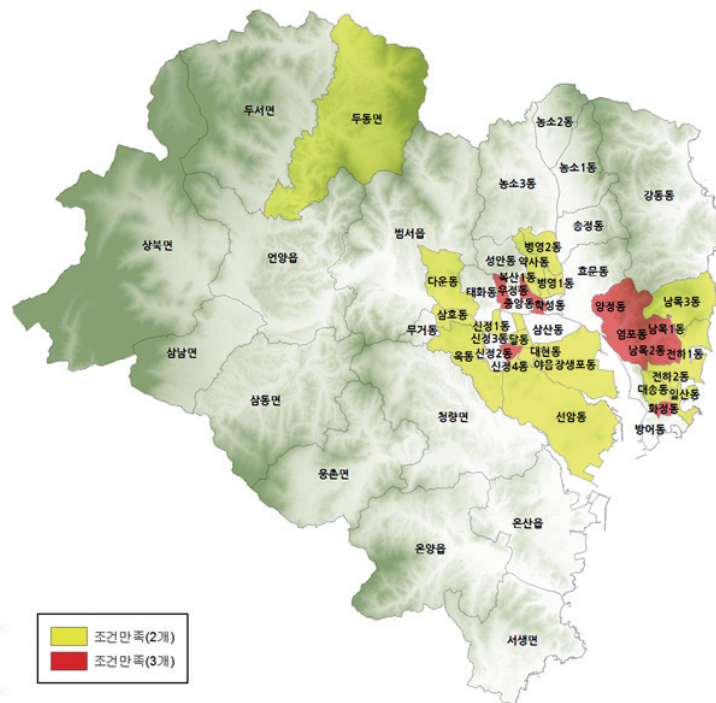 두서면
두동면
농소2동
농소1동
농소3동
강동동
송정동
상북면
언양읍
범서읍
병영2동
성안동 약사동
효문동
다운동
북산1동
병영1동
태화동 우정동
중앙동 학성동
양정동
남목3동
삼호동
무거동
신정1동
신정3동 달동
삼산동
염포동 남목1동
옥동 신정2동
대현동
남목2동 전하1동
신정4동
야음장생포동
삼남면
삼동면
청량면
선암동
전하2동
대송동 일산동
화정동
방어동
웅촌면
온산읍
온양읍
서생면
조건만족(2개)
조건만족(3개)